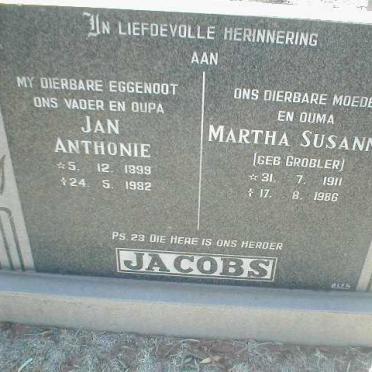 IN LIEFDEVOLLE HERINNERING
AAN
MY DIERBARE EGGENOOT
ONS VADER EN OUPA
JAN
ANTHONIE
☆5. 12. 1899
†24. 5. 1982
ONS DIERBARE MOEDE
EN OUMA
MARTHA SUSANN
(GEB GROBLER)
☆31. 7. 1911
†17. 8. 1986
PS. 23 DIE HERE IS ONS HERDER
JACOBS